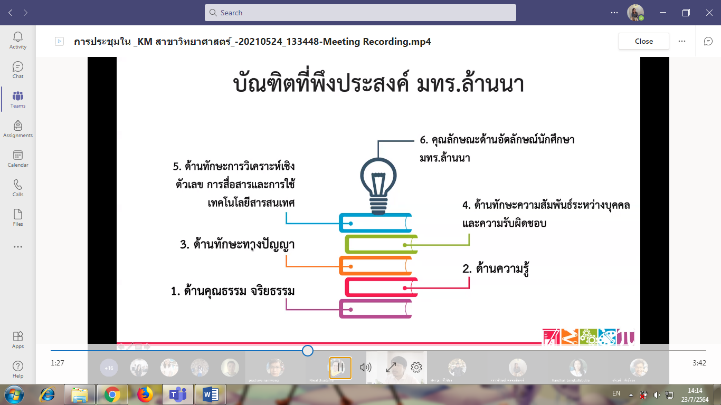 Search
การประชุมใน _KM สาขาวิทยาศาสตร์_-20210524_133448-Meeting Recording.mp4
Close
Activity
Chat
Teams
Assignments
Calendar
Calls
Files
Apps
Help
บัณฑิตที่พึงประสงค์ มทร.ล้านนา
6. คุณลักษณะด้านอัตลักษณ์นักศึกษา
มทร.ล้านนา
5. ด้านทักษะการวิเคราะห์เชิง
ตัวเลข การสื่อสารและการใช้
เทคโนโลยีสารสนเทศ
4. ด้านทักษะความสัมพันธ์ระหว่างบุคคล
และความรับผิดชอบ
3. ด้านทักษะทางปัญญา
2. ด้านความรู้
1. ด้านคุณธรรม จริยธรรม
1:27
3:42
EN
14:14
23/7/2564